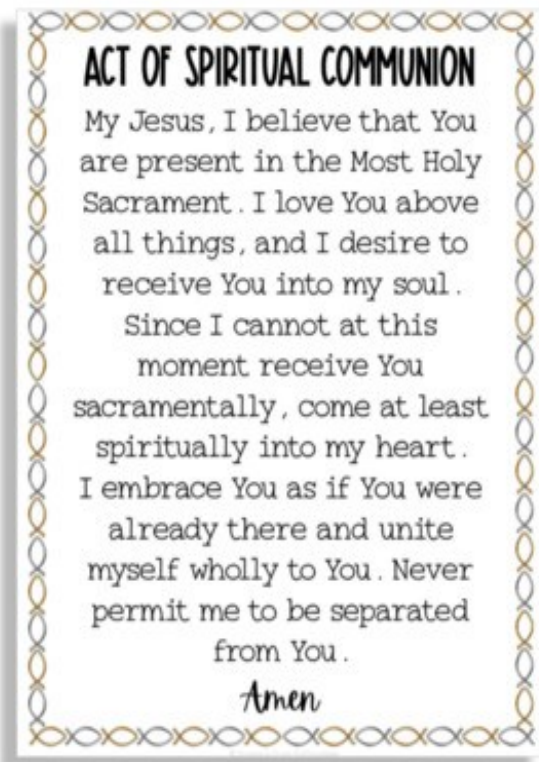 ACT OF SPIRITUAL COMMUNION
My Jesus, I believe that You
are present in the Most Holy
Sacrament. I love You above
all things, and I desire to
receive You into my soul.
Since I cannot at this
moment receive You
sacramentally, come at least
spiritually into my heart.
I embrace You as if You were
already there and unite
myself wholly to You. Never
permit me to be separated
from You.
Amen